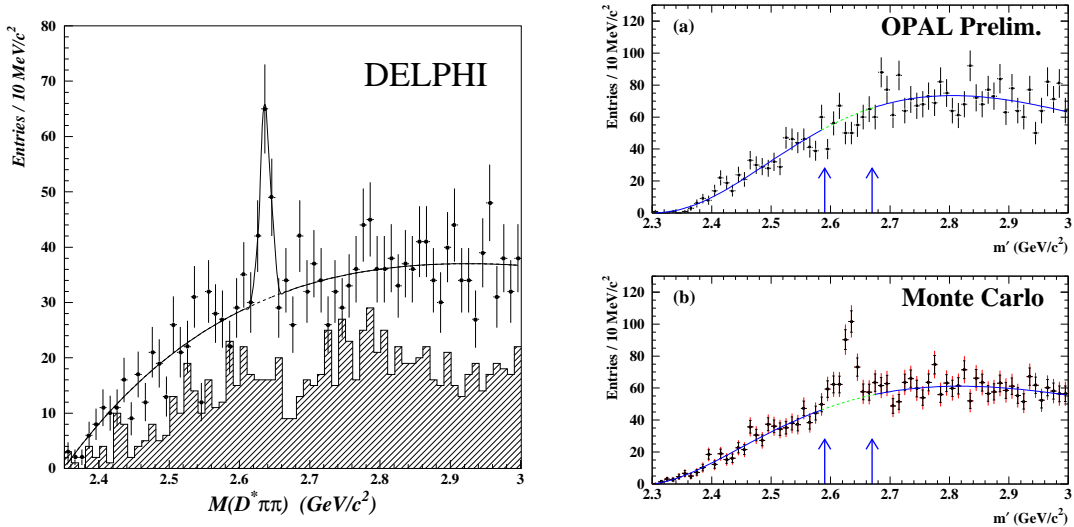 DELPHI
Entries / 10 MeV/c²
80
70
60
50
40
30
20
10
0
2.4 2.5 2.6 2.7 2.8 2.9 3
M(D*ππ) (GeV/c²)
(a)
OPAL Prelim.
Entries / 10 MeV/c²
120
100
80
60
40
20
0
2.3 2.4 2.5 2.6 2.7 2.8 2.9 3
m′ (GeV/c²)
(b)
Monte Carlo
Entries / 10 MeV/c²
120
100
80
60
40
20
0
2.3 2.4 2.5 2.6 2.7 2.8 2.9 3
m′ (GeV/c²)